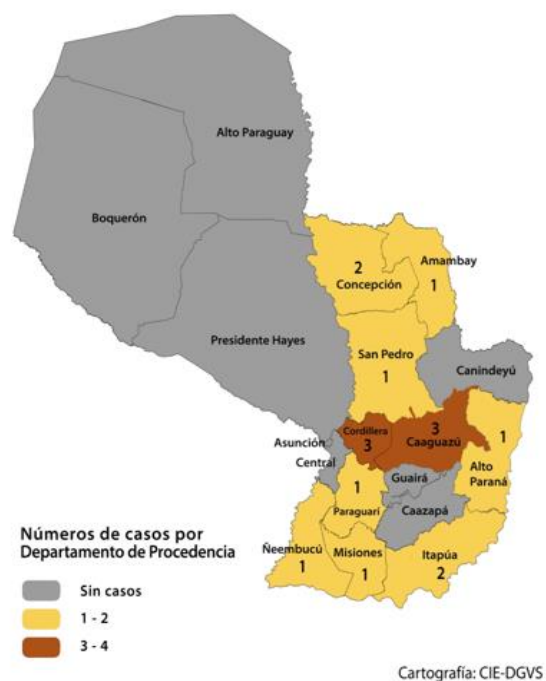 Alto Paraguay
Boquerón
2
Concepción
Amambay
1
Presidente Hayes
San Pedro
1
Canindeyú
Cordillera
3
3
Caaguazú
1
Alto
Paraná
Asunción
Central
Guairá
Caazapá
1
Paraguarí
Ñeembucú
1
Misiones
1
Itapúa
2
Números de casos por
Departamento de Procedencia
Sin casos
1 - 2
3 - 4
Cartografía: CIE-DGVS